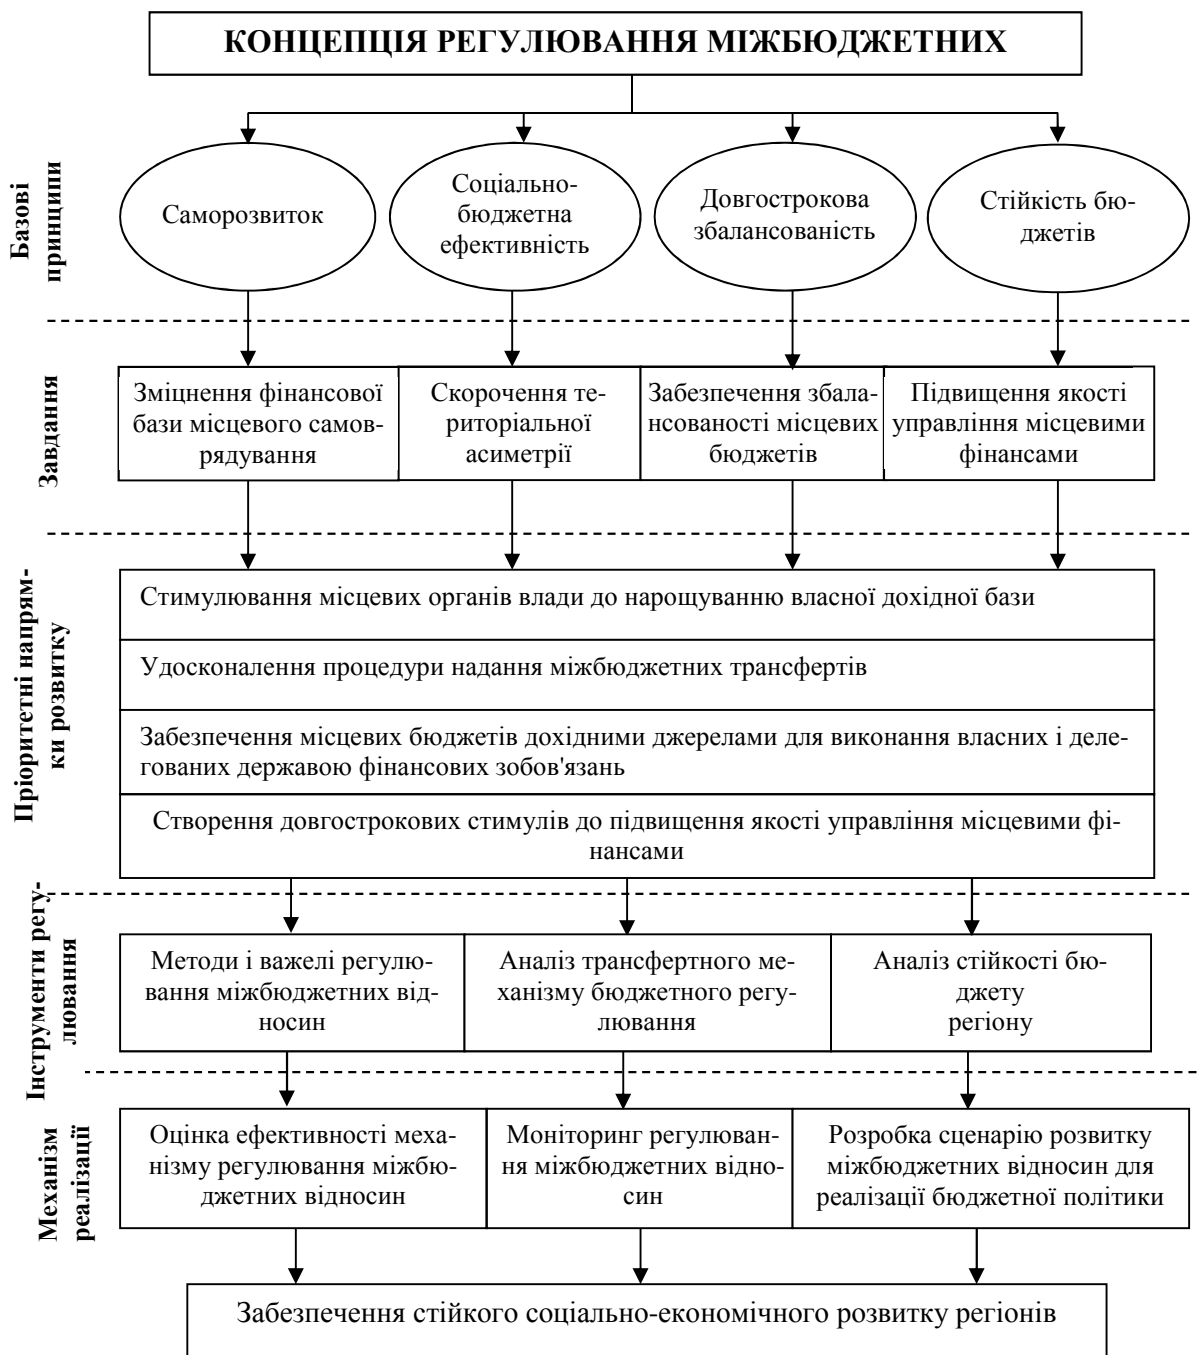 КОНЦЕПЦІЯ РЕГУЛЮВАННЯ МІЖБЮДЖЕТНИХ
Базові
принципи
Саморозвиток
Соціально-
бюджетна
ефективність
Довгострокова
збалансованість
Стійкість бю-
джетів
Завдання
Зміцнення фінансової
бази місцевого самов-
рядування
Скорочення те-
риторіальної
асиметрії
Забезпечення збала-
нсованості місцевих
бюджетів
Підвищення якості
управління місцевими
фінансами
Пріоритетні напрям-
ки розвитку
Стимулювання місцевих органів влади до нарощуванню власної дохідної бази
Удосконалення процедури надання міжбюджетних трансфертів
Забезпечення місцевих бюджетів дохідними джерелами для виконання власних і деле-
гованих державою фінансових зобов'язань
Створення довгострокових стимулів до підвищення якості управління місцевими фі-
нансами
Інструменти регу-
лювання
Методи і важелі регулю-
вання міжбюджетних від-
носин
Аналіз трансфертного ме-
ханізму бюджетного регу-
лювання
Аналіз стійкості бю-
джету
регіону
Механізм
реалізації
Оцінка ефективності меха-
нізму регулювання міжбю-
джетних відносин
Моніторинг регулюван-
ня міжбюджетних відно-
син
Розробка сценарію розвитку
міжбюджетних відносин для
реалізації бюджетної політики
Забезпечення стійкого соціально-економічного розвитку регіонів